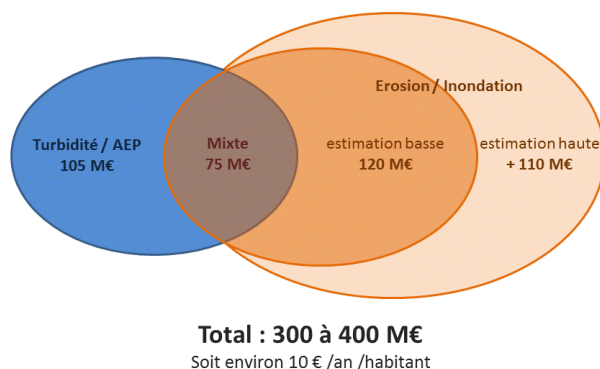 Erosion / Inondation
Turbidité / AEP
105 M€
Mixte
75 M€
estimation basse
120 M€
estimation haute
+ 110 M€
Total : 300 à 400 M€
Soit environ 10 € /an /habitant